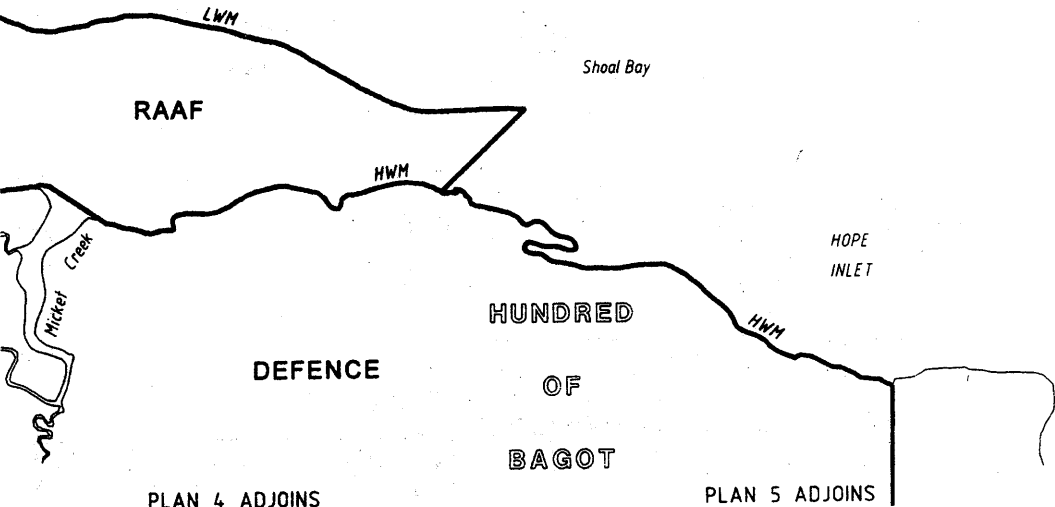 LWM
Shoal Bay
RAAF
HWM
HOPE
INLET
Micket Creek
HUNDRED
OF
BAGOT
HWM
DEFENCE
PLAN 4 ADJOINS
PLAN 5 ADJOINS